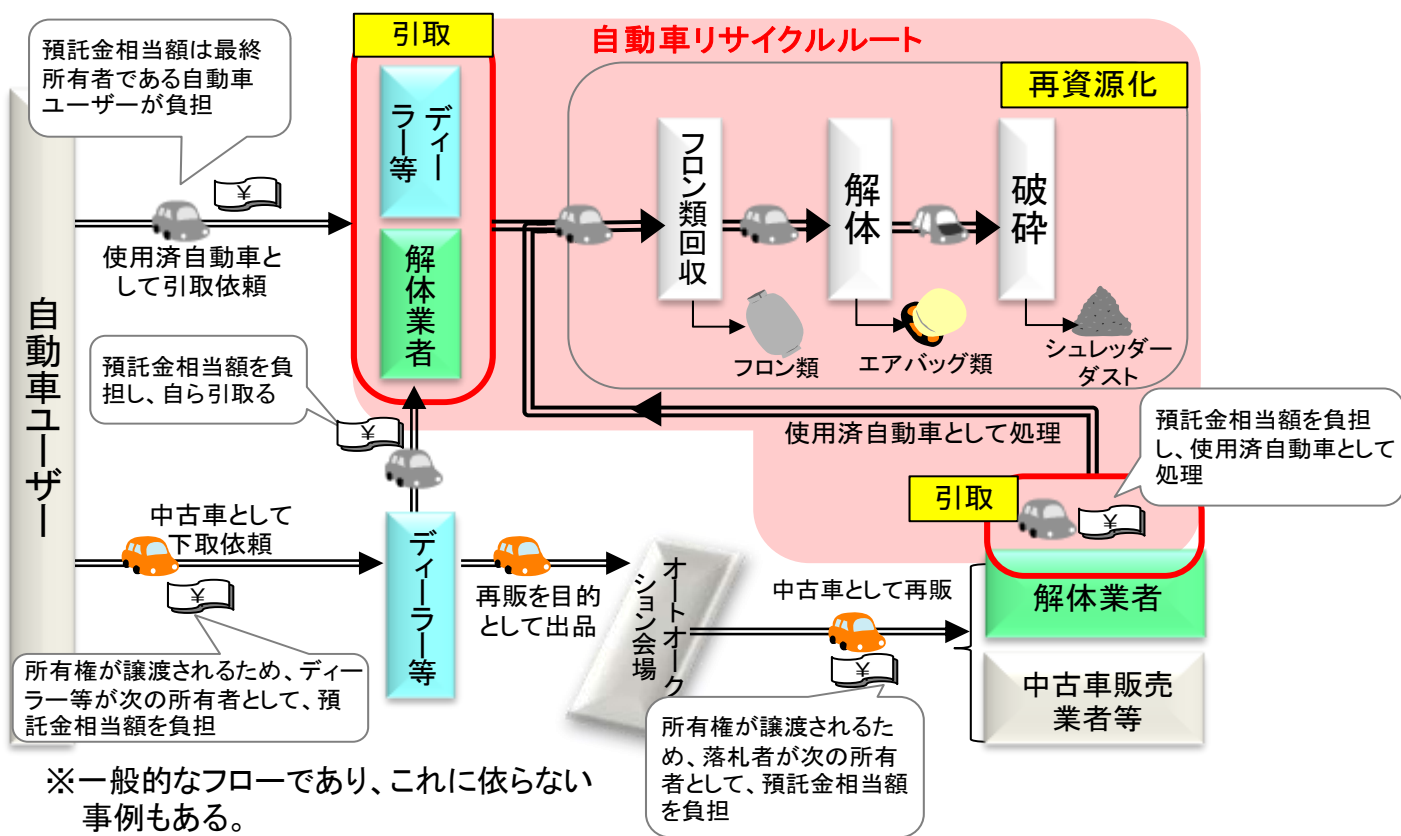 預託金相当額は最終
所有者である自動車
ユーザーが負担
引取
自動車リサイクルルート
再資源化
自動車ユーザー
¥
使用済自動車と
して引取依頼
ディー
ラー等
解体業者
フロン類回収
解体
破砕
フロン類
エアバッグ類
シュレッダー
ダスト
預託金相当額を負
担し、自ら引取る
¥
使用済自動車として処理
預託金相当額を負担
し、使用済自動車として
処理
引取
¥
中古車として
下取依頼
¥
ディーラー等
再販を目的
として出品
オートオーク
ション会場
中古車として再販
¥
解体業者
中古車販売
業者等
所有権が譲渡されるため、ディー
ラー等が次の所有者として、預
託金相当額を負担
所有権が譲渡されるた
め、落札者が次の所有
者として、預託金相当額
を負担
※一般的なフローであり、これに依らない
事例もある。